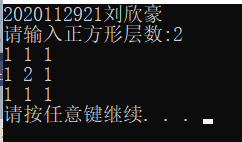 2020112921刘欣豪
请输入正方形层数:2
1 1 1
1 2 1
1 1 1
请按任意键继续. . .